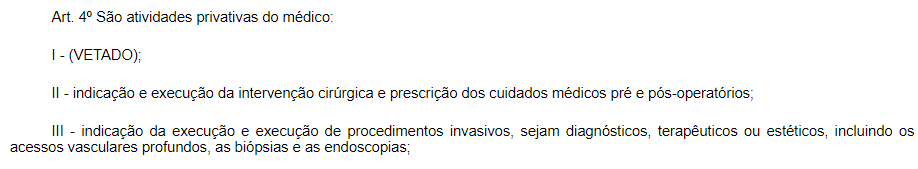 Art. 4º São atividades privativas do médico:
I - (VETADO);
II - indicação e execução da intervenção cirúrgica e prescrição dos cuidados médicos pré e pós-operatórios;
III - indicação da execução e execução de procedimentos invasivos, sejam diagnósticos, terapêuticos ou estéticos, incluindo os
acessos vasculares profundos, as biópsias e as endoscopias;